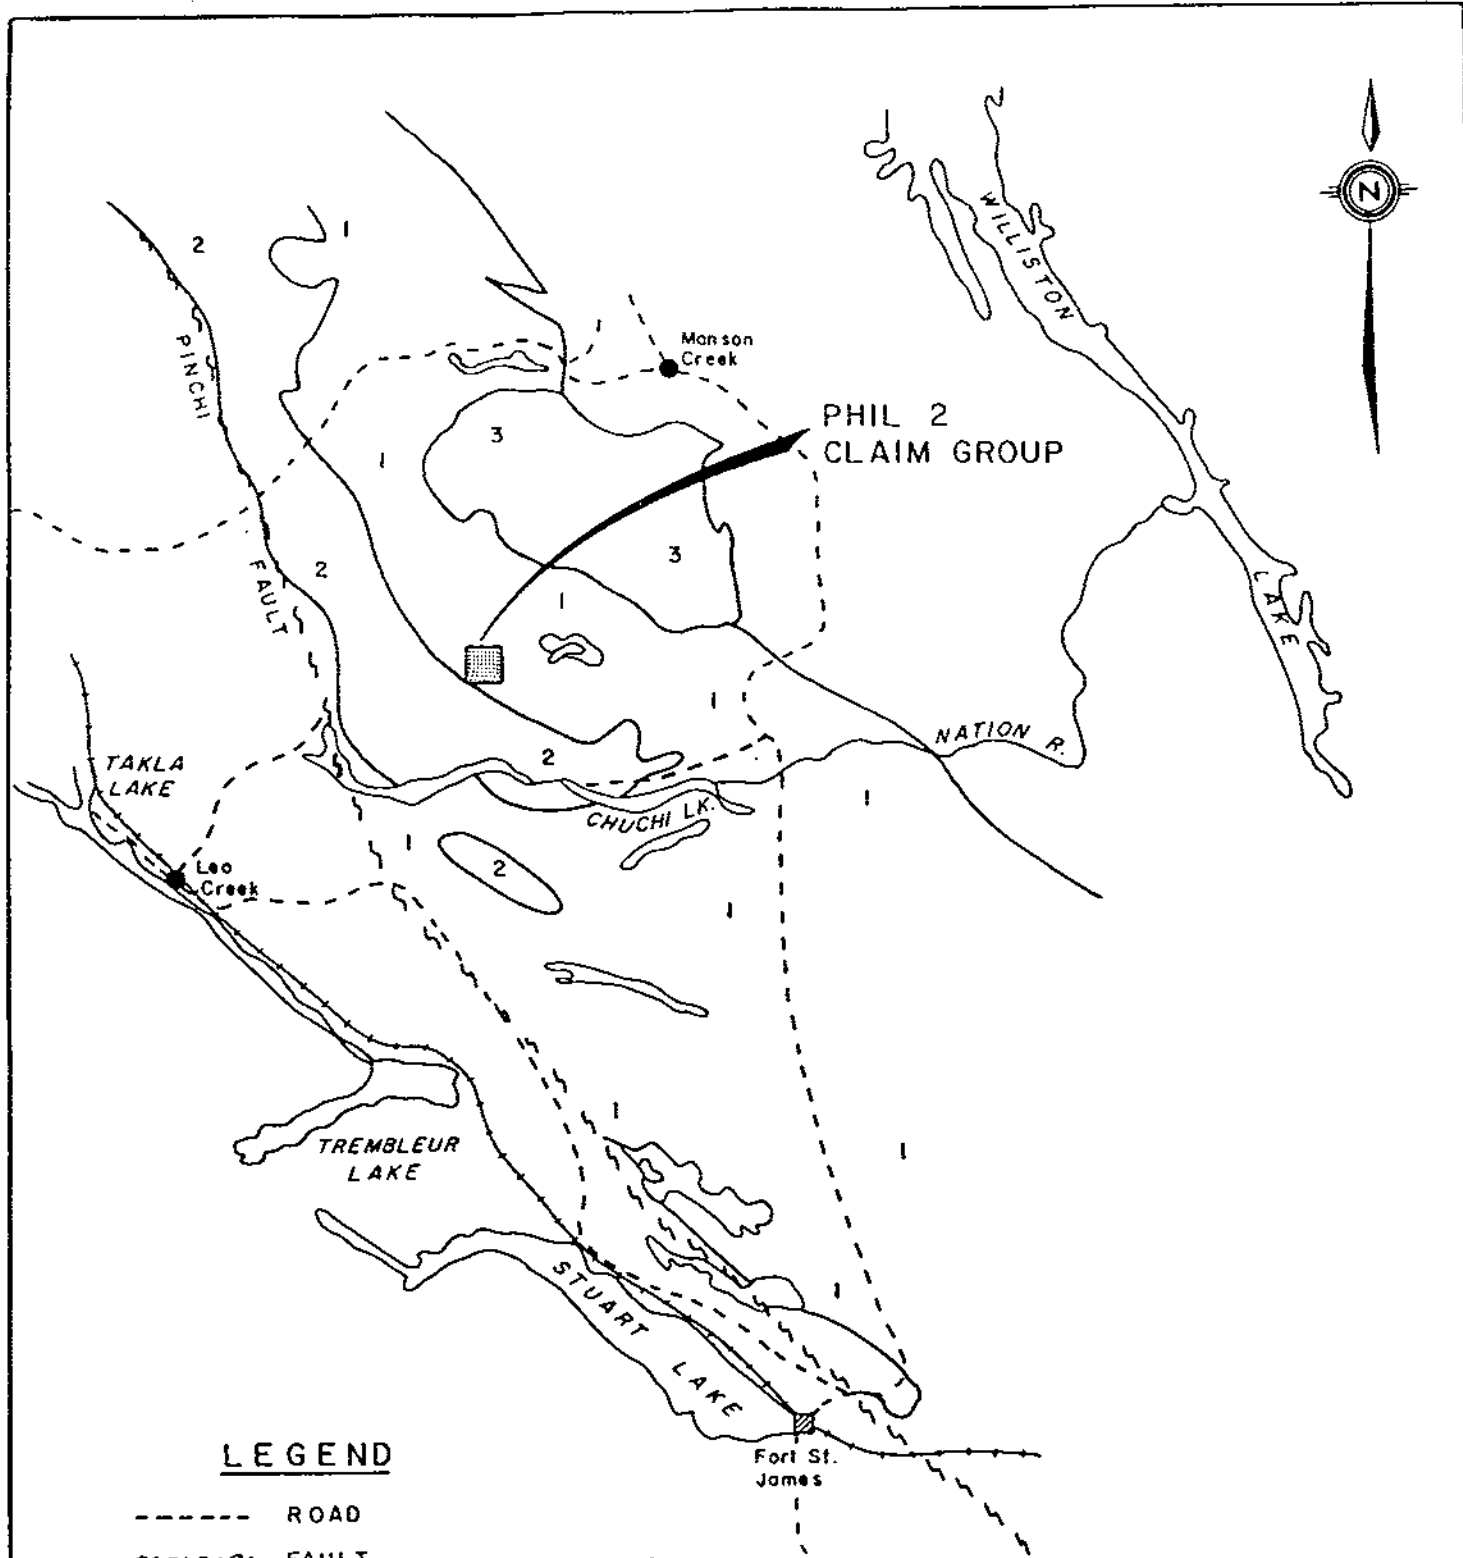 N
WILLISTON
LAKE
2
1
PINCHI
FAULT
Manson
Creek
PHIL 2
CLAIM GROUP
3
1
3
2
1
1
NATION R.
2
TAKLA
LAKE
CHUCHI LK.
1
1
2
Leo
Creek
1
1
1
TREMBLEUR
LAKE
1
STUART LAKE
Fort St.
James
LEGEND
ROAD
FAULT